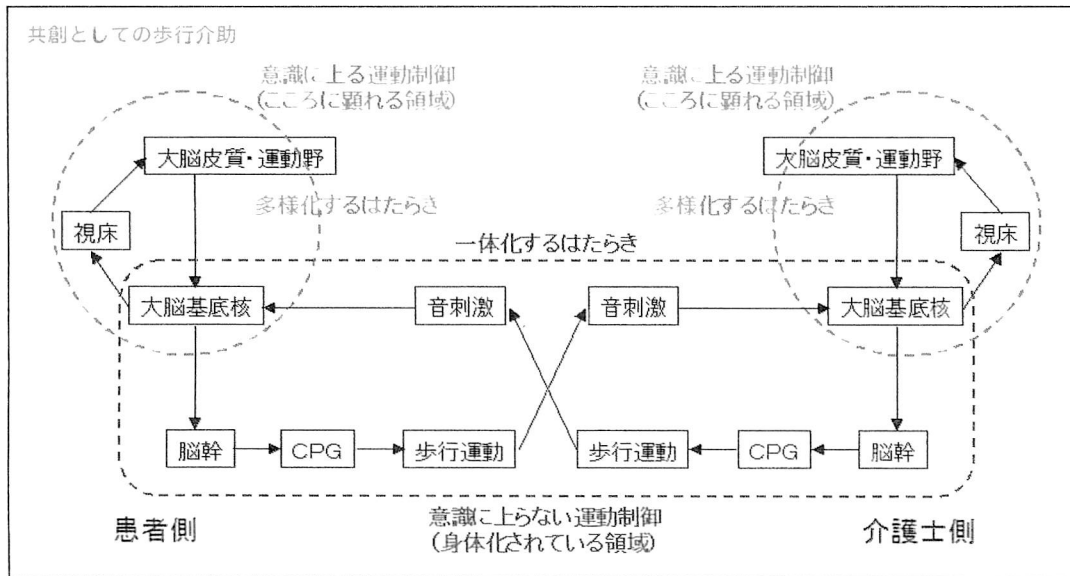 共創としての歩行介助
意識に上る運動制御
(こころに顕れる領域)
意識に上る運動制御
(こころに顕れる領域)
大脳皮質・運動野
大脳皮質・運動野
多様化するはたらき
多様化するはたらき
視床
視床
一体化するはたらき
大脳基底核
音刺激
音刺激
大脳基底核
脳幹
CPG
歩行運動
歩行運動
CPG
脳幹
患者側
意識に上らない運動制御
(身体化されている領域)
介護士側